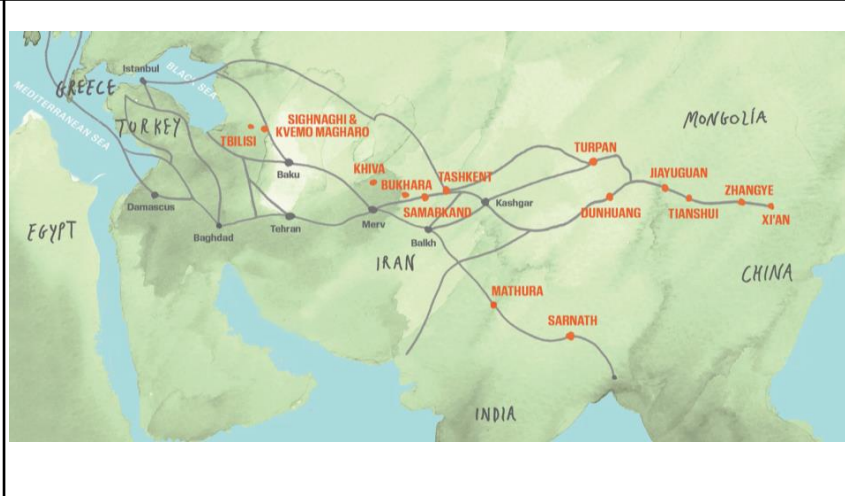 Istanbul
BLACK SEA
GREECE
MEDITERRANEAN SEA
TURKEY
SIGHNAGHI &
KVEMO MAGHARO
TBILISI
MONGOLÍA
TURPAN
Baku
KHIVA
BUKHARA
TASHKENT
JIAYUGUAN
ZHANGYE
Damascus
SAMARKAND
Kashgar
DUNHUANG
TIANSHUI
XI'AN
EGYPT
Baghdad
Tehran
Merv
Balkh
IRAN
CHINA
MATHURA
SARNATH
INDIA